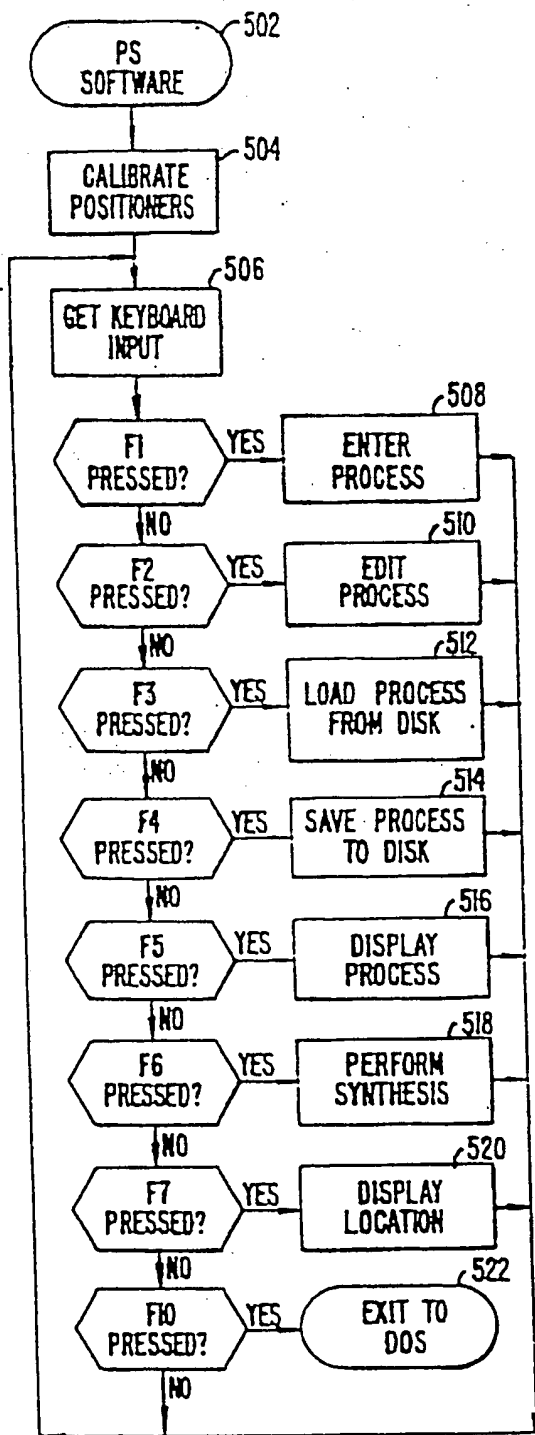 502
PS
SOFTWARE
504
CALIBRATE
POSITIONERS
506
GET KEYBOARD
INPUT
508
F1
PRESSED?
YES
ENTER
PROCESS
NO
510
F2
PRESSED?
YES
EDIT
PROCESS
NO
512
F3
PRESSED?
YES
LOAD PROCESS
FROM DISK
NO
514
F4
PRESSED?
YES
SAVE PROCESS
TO DISK
NO
516
F5
PRESSED?
YES
DISPLAY
PROCESS
NO
518
F6
PRESSED?
YES
PERFORM
SYNTHESIS
NO
520
F7
PRESSED?
YES
DISPLAY
LOCATION
NO
522
F10
PRESSED?
YES
EXIT TO
DOS
NO